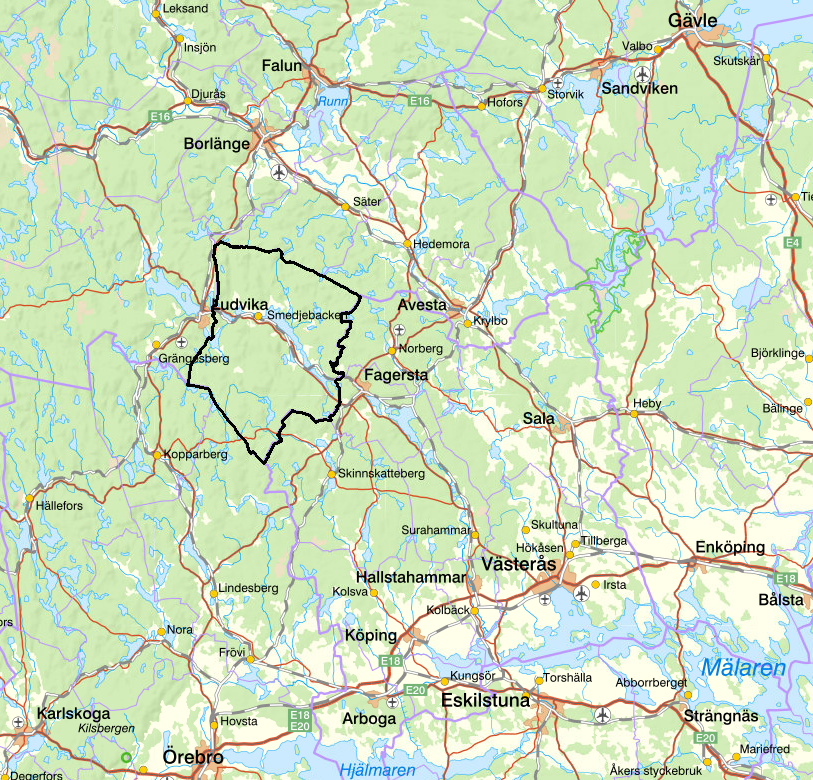 Leksand
Gävle
Insjön
Valbo
Falun
Skutskär
Sandviken
Djurås
Runn
E16
Hofors
Storvik
E16
Borlänge
Säter
Tie
Hedemora
E4
Ludvika
Smedjebacken
Avesta
Krylbo
Norberg
Grängesberg
Björklinge
Fagersta
Heby
Bälinge
Sala
Kopparberg
Skinnskatteberg
Hällefors
Surahammar
Skultuna
Tillberga
Hökåsen
Enköping
Västerås
Hallstahammar
E18
Irsta
Lindesberg
Kolsva
Bålsta
Kolbäck
ors
Nora
Köping
Frövi
E18
Mälaren
Kungsör
Torshälla
Abborrberget
E20
Eskilstuna
Karlskoga
Kilsbergen
Hovsta
E18
E20
Arboga
Strängnäs
E20
Mariefred
Örebro
Hjälmaren
Åkers styckebruk
Degerfors